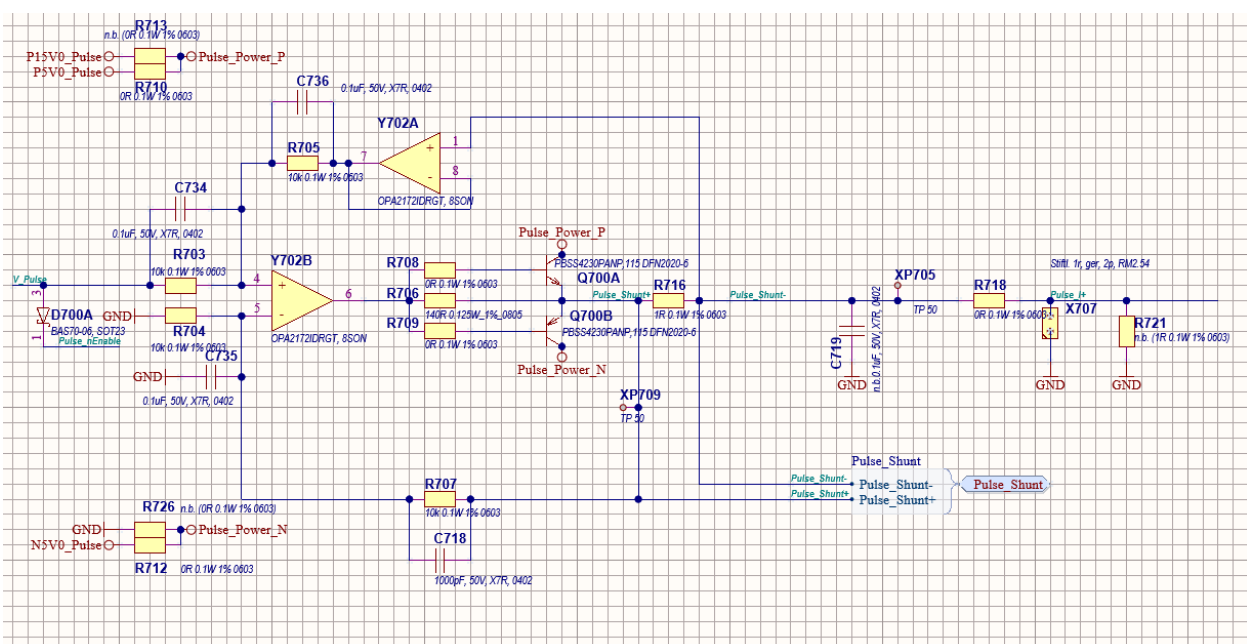 R713
n.b. (0R 0.1W 1% 0603)
P15V0_Pulse
Pulse_Power_P
P5V0_Pulse
R710
0R 0.1W 1% 0603
C736
0.1uF, 50V, X7R, 0402
Y702A
R705
10k 0.1W 1% 0603
7
+
1
-
8
OPA2172IDRGT, 8SON
C734
0.1uF, 50V, X7R, 0402
R703
10k 0.1W 1% 0603
V_Pulse
3
D700A
BAS70-06, SOT23
1
Pulse_nEnable
GND
R704
10k 0.1W 1% 0603
Y702B
4
+
5
-
6
OPA2172IDRGT, 8SON
GND
C735
0.1uF, 50V, X7R, 0402
R708
0R 0.1W 1% 0603
R706
140R 0.125W_1%_0805
R709
0R 0.1W 1% 0603
Pulse_Power_P
PBSS4230PANP,115 DFN2020-6
Q700A
Pulse_Shunt+
Q700B
PBSS4230PANP,115 DFN2020-6
Pulse_Power_N
R716
1R 0.1W 1% 0603
Pulse_Shunt-
XP709
TP 50
C719
n.b.0.1uF, 50V, X7R, 0402
GND
XP705
TP 50
R718
0R 0.1W 1% 0603
Stiftl. 1r, ger, 2p, RM2.54
Pulse_I+
X707
GND
R721
n.b. (1R 0.1W 1% 0603)
GND
Pulse_Shunt
Pulse_Shunt-
Pulse_Shunt-
Pulse_Shunt
Pulse_Shunt+
Pulse_Shunt+
R707
10k 0.1W 1% 0603
C718
1000pF, 50V, X7R, 0402
R726
n.b. (0R 0.1W 1% 0603)
GND
Pulse_Power_N
N5V0_Pulse
R712
0R 0.1W 1% 0603